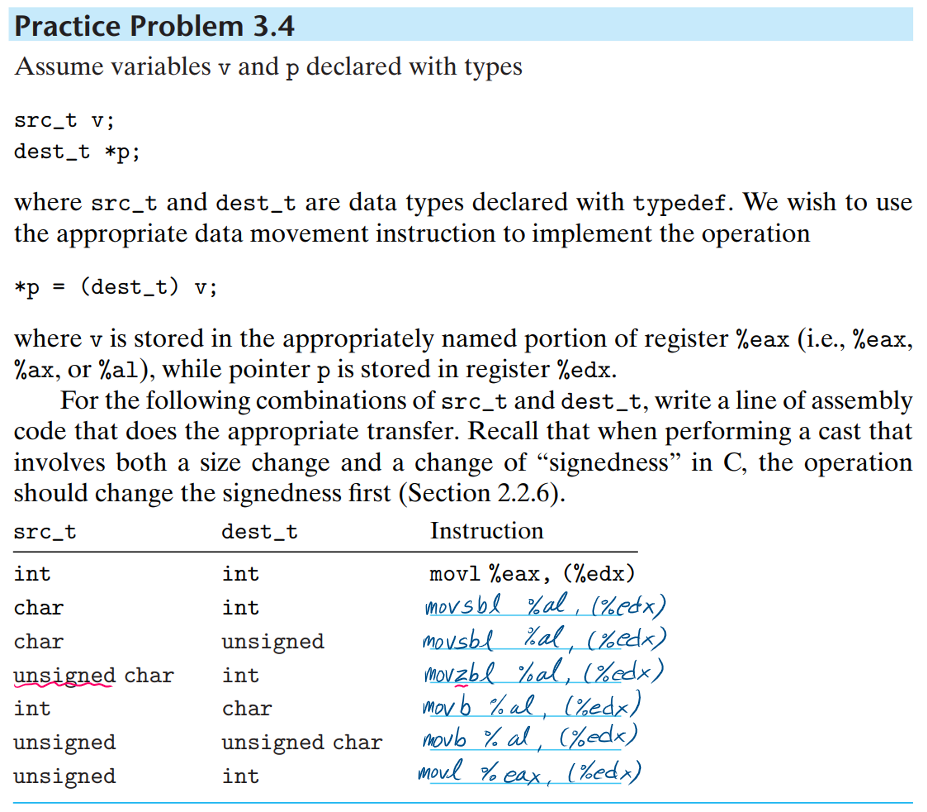 Practice Problem 3.4
Assume variables v and p declared with types
src_t v;
dest_t *p;
where src_t and dest_t are data types declared with typedef. We wish to use
the appropriate data movement instruction to implement the operation
*p = (dest_t) v;
where v is stored in the appropriately named portion of register %eax (i.e., %eax,
%ax, or %al), while pointer p is stored in register %edx.
For the following combinations of src_t and dest_t, write a line of assembly
code that does the appropriate transfer. Recall that when performing a cast that
involves both a size change and a change of “signedness” in C, the operation
should change the signedness first (Section 2.2.6).
src_t dest_t Instruction
int int movl %eax, (%edx)
char int movsbl %al, (%edx)
char unsigned movsbl %al, (%edx)
unsigned char int movzbl %al, (%edx)
int char movb %al, (%edx)
unsigned unsigned char movb %al, (%edx)
unsigned int movl %eax, (%edx)